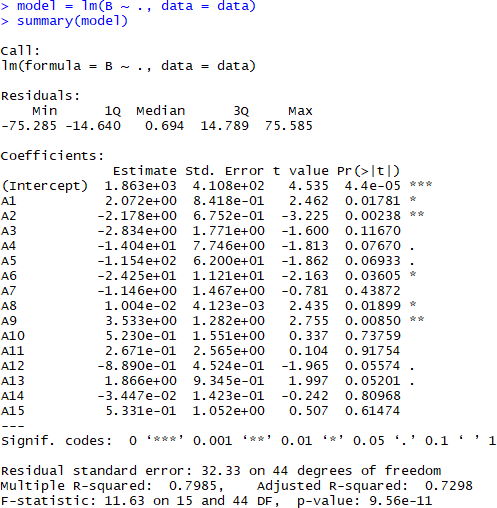 > model = lm(B ~ ., data = data)
> summary(model)
Call:
lm(formula = B ~ ., data = data)
Residuals:
    Min      1Q  Median      3Q     Max
-75.285 -14.640   0.694  14.789  75.585
Coefficients:
              Estimate Std. Error t value Pr(>|t|)
(Intercept)  1.863e+03  4.108e+02   4.535  4.4e-05 ***
A1           2.072e+00  8.418e-01   2.462  0.01781 *
A2          -2.178e+00  6.752e-01  -3.225  0.00238 **
A3          -2.834e+00  1.771e+00  -1.600  0.11670
A4          -1.404e+01  7.746e+00  -1.813  0.07670 .
A5          -1.154e+02  6.200e+01  -1.862  0.06933 .
A6          -2.425e+01  1.121e+01  -2.163  0.03605 *
A7          -1.146e+00  1.467e+00  -0.781  0.43872
A8           1.004e-02  4.123e-03   2.435  0.01899 *
A9           3.533e+00  1.282e+00   2.755  0.00850 **
A10          5.230e-01  1.551e+00   0.337  0.73759
A11          2.671e-01  2.565e+00   0.104  0.91754
A12         -8.890e-01  4.524e-01  -1.965  0.05574 .
A13          1.866e+00  9.345e-01   1.997  0.05201 .
A14         -3.447e-02  1.423e-01  -0.242  0.80968
A15          5.331e-01  1.052e+00   0.507  0.61474
---
Signif. codes:  0 ‘***’ 0.001 ‘**’ 0.01 ‘*’ 0.05 ‘.’ 0.1 ‘ ’ 1
Residual standard error: 32.33 on 44 degrees of freedom
Multiple R-squared:  0.7985,    Adjusted R-squared:  0.7298
F-statistic: 11.63 on 15 and 44 DF,  p-value: 9.56e-11